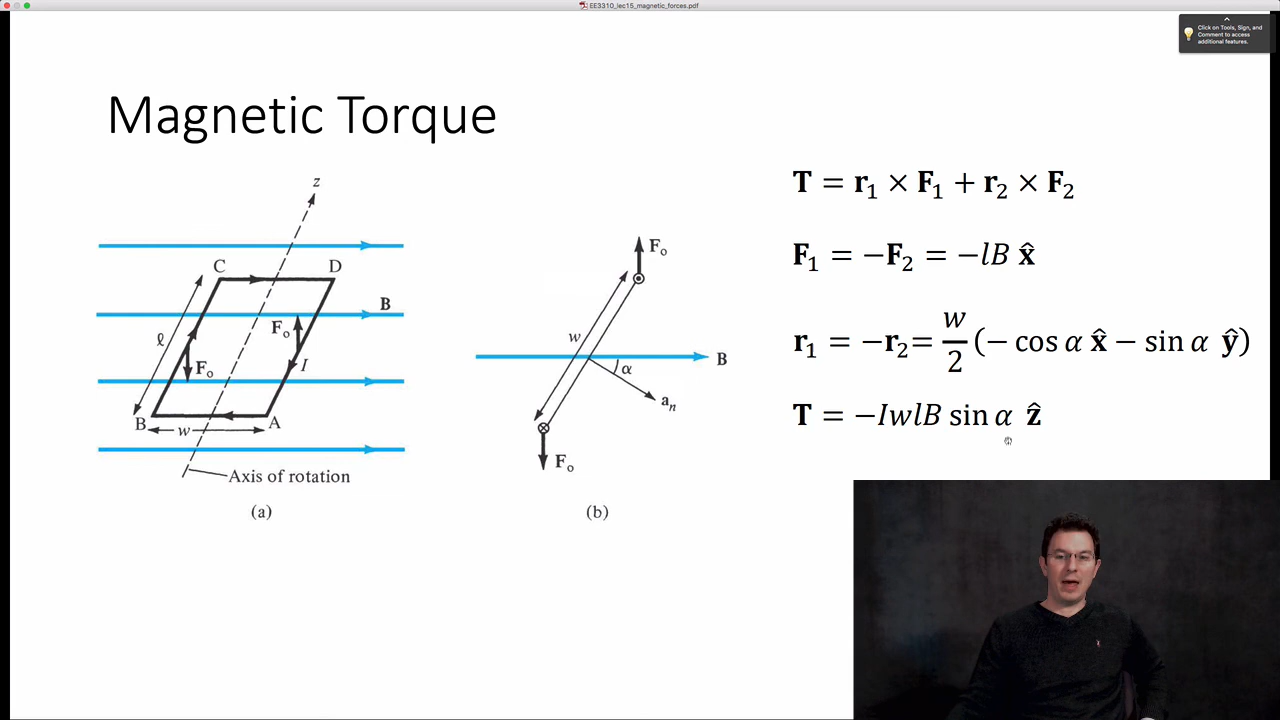 EE3310_lec15_magnetic_forces.pdf
Click on Tools, Sign, and
Comment to access
additional features.
Magnetic Torque
z
C
D
B
ℓ
F₀
F₀
I
B
w
A
Axis of rotation
(a)
F₀
w
B
α
aₙ
F₀
(b)
𝐓 = 𝐫₁ × 𝐅₁ + 𝐫₂ × 𝐅₂
𝐅₁ = −𝐅₂ = −lB x̂
𝐫₁ = −𝐫₂= w/2 (− cos α x̂ − sin α ŷ)
𝐓 = −IwlB sin α ẑ